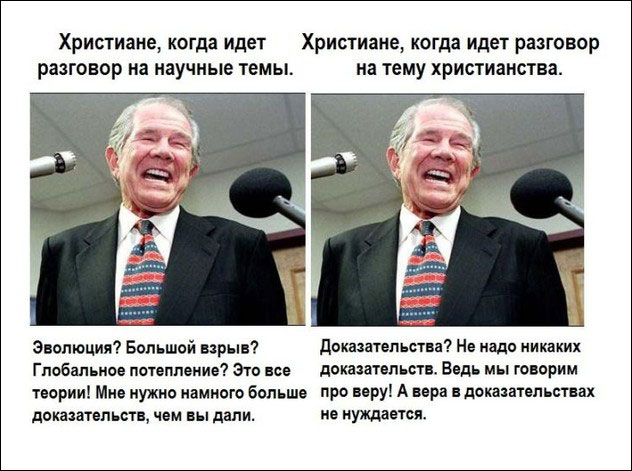 Христиане, когда идет
разговор на научные темы.
Христиане, когда идет разговор
на тему христианства.
Эволюция? Большой взрыв?
Глобальное потепление? Это все
теории! Мне нужно намного больше
доказательств, чем вы дали.
Доказательства? Не надо никаких
доказательств. Ведь мы говорим
про веру! А вера в доказательствах
не нуждается.